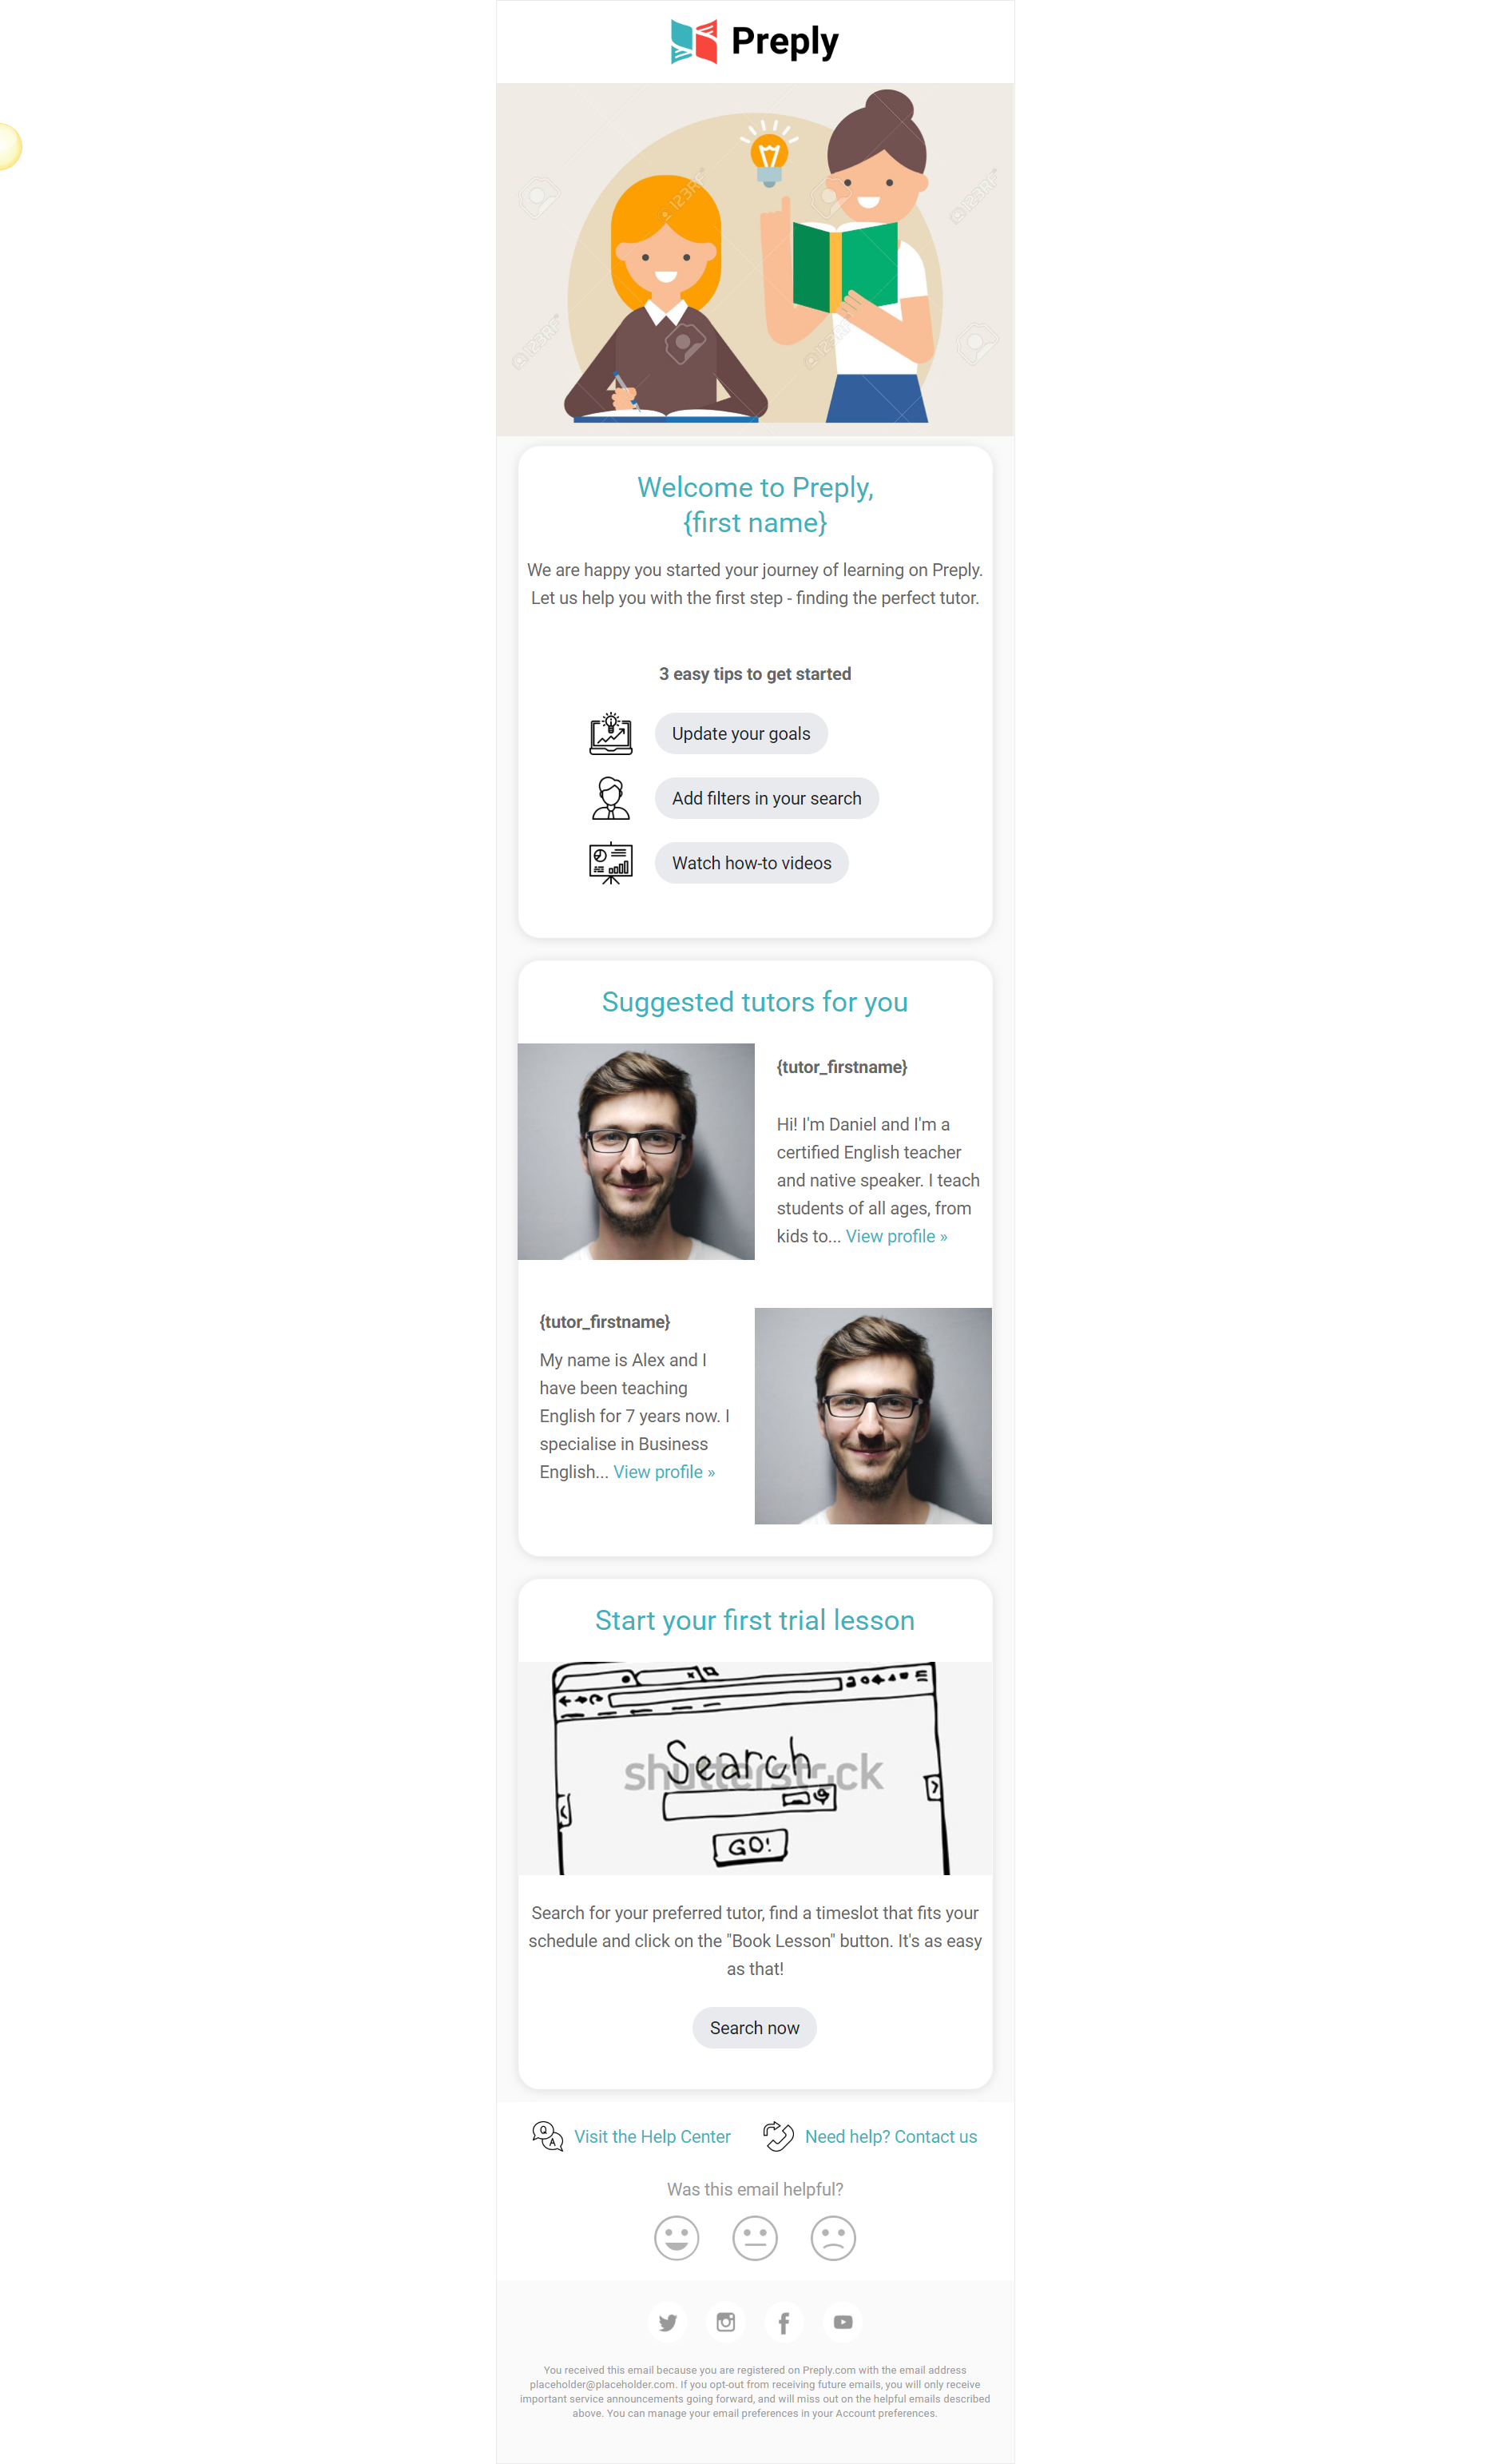 Preply
123RF
123RF
123RF
123RF
Welcome to Preply,
{first name}
We are happy you started your journey of learning on Preply.
Let us help you with the first step - finding the perfect tutor.
3 easy tips to get started
Update your goals
Add filters in your search
Watch how-to videos
Suggested tutors for you
{tutor_firstname}
Hi! I'm Daniel and I'm a
certified English teacher
and native speaker. I teach
students of all ages, from
kids to... View profile »
{tutor_firstname}
My name is Alex and I
have been teaching
English for 7 years now. I
specialise in Business
English... View profile »
Start your first trial lesson
Search
shutterstock
GO!
Search for your preferred tutor, find a timeslot that fits your
schedule and click on the "Book Lesson" button. It's as easy
as that!
Search now
Q A Visit the Help Center Need help? Contact us
Was this email helpful?
You received this email because you are registered on Preply.com with the email address
placeholder@placeholder.com. If you opt-out from receiving future emails, you will only receive
important service announcements going forward, and will miss out on the helpful emails described
above. You can manage your email preferences in your Account preferences.